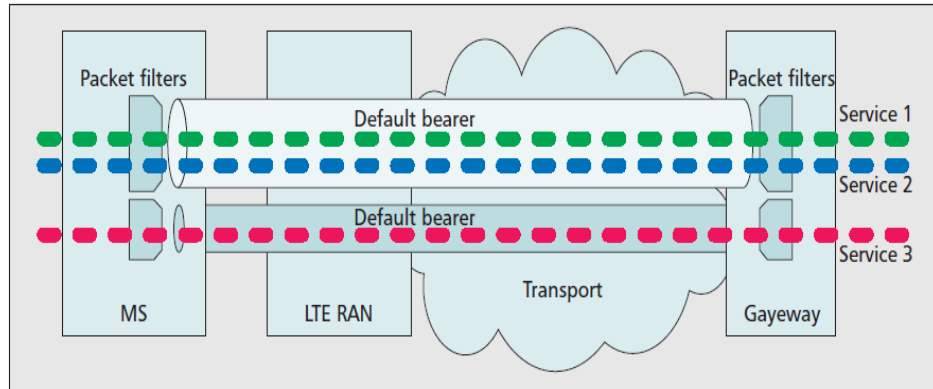 Packet filters
Packet filters
Default bearer
Service 1
Service 2
Default bearer
Service 3
Transport
MS
LTE RAN
Gayeway